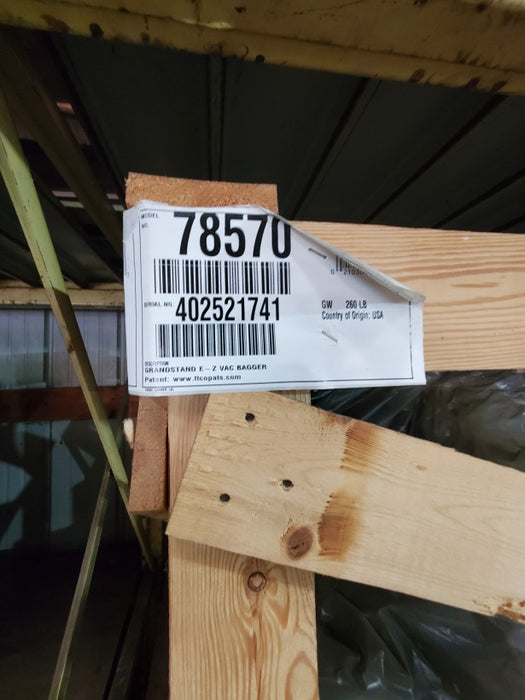 MODEL
NO.
78570
SERIAL NO.
402521741
GW 260 LB
Country of Origin: USA
DESCRIPTION
GRANDSTAND E-Z VAC BAGGER
Patent: www.ttcopats.com